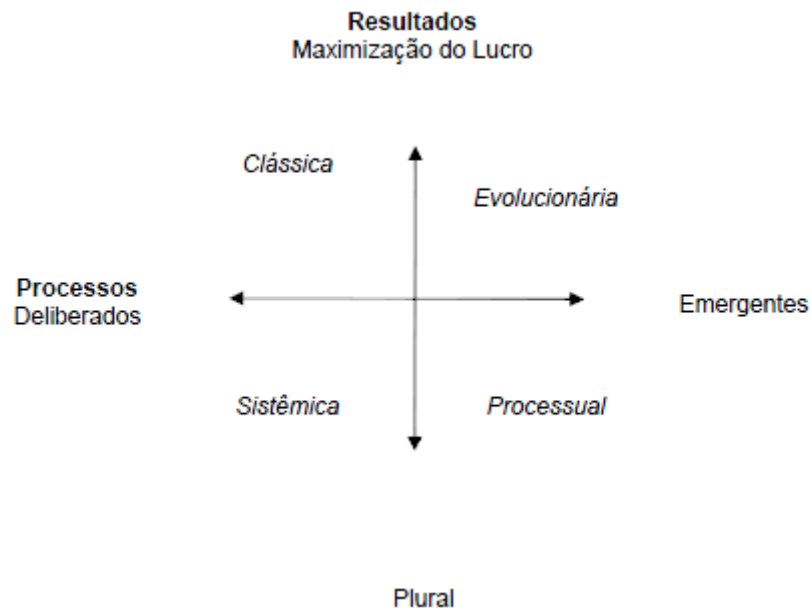 Resultados
Maximização do Lucro
Clássica
Evolucionária
Processos
Deliberados
Emergentes
Sistêmica
Processual
Plural